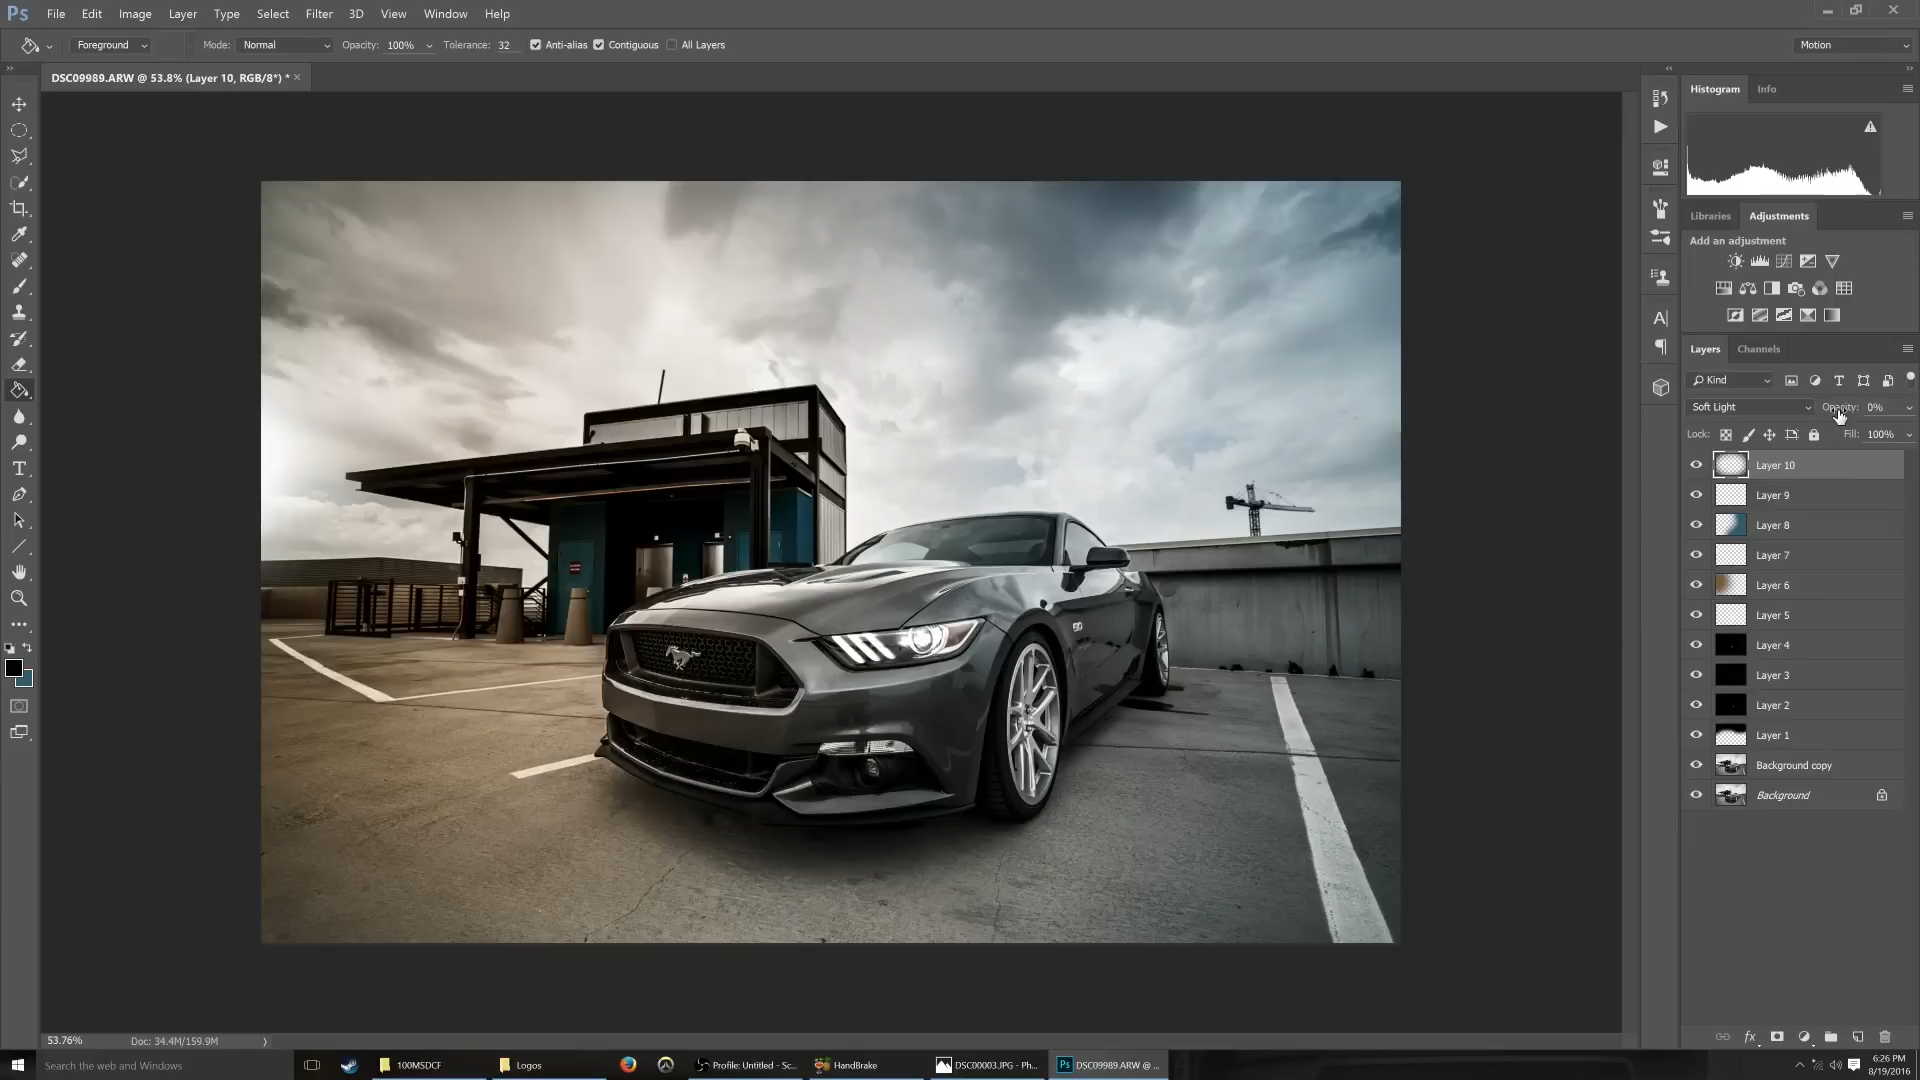 Ps File Edit Image Layer Type Select Filter 3D View Window Help
Foreground Mode: Normal Opacity: 100% Tolerance: 32 Anti-alias Contiguous All Layers Motion
DSC09989.ARW @ 53.8% (Layer 10, RGB/8*) * ×
Histogram Info
Libraries Adjustments
Add an adjustment
Layers Channels
Kind
Soft Light Opacity: 0%
Lock: Fill: 100%
Layer 10
Layer 9
Layer 8
Layer 7
Layer 6
Layer 5
Layer 4
Layer 3
Layer 2
Layer 1
Background copy
Background
5.0
53.76% Doc: 34.4M/159.9M
fx
Search the web and Windows 100MSDCF Logos Profile: Untitled - Sc... HandBrake DSC00003.JPG - Ph... Ps DSC09989.ARW @ ... 6:26 PM
8/19/2016